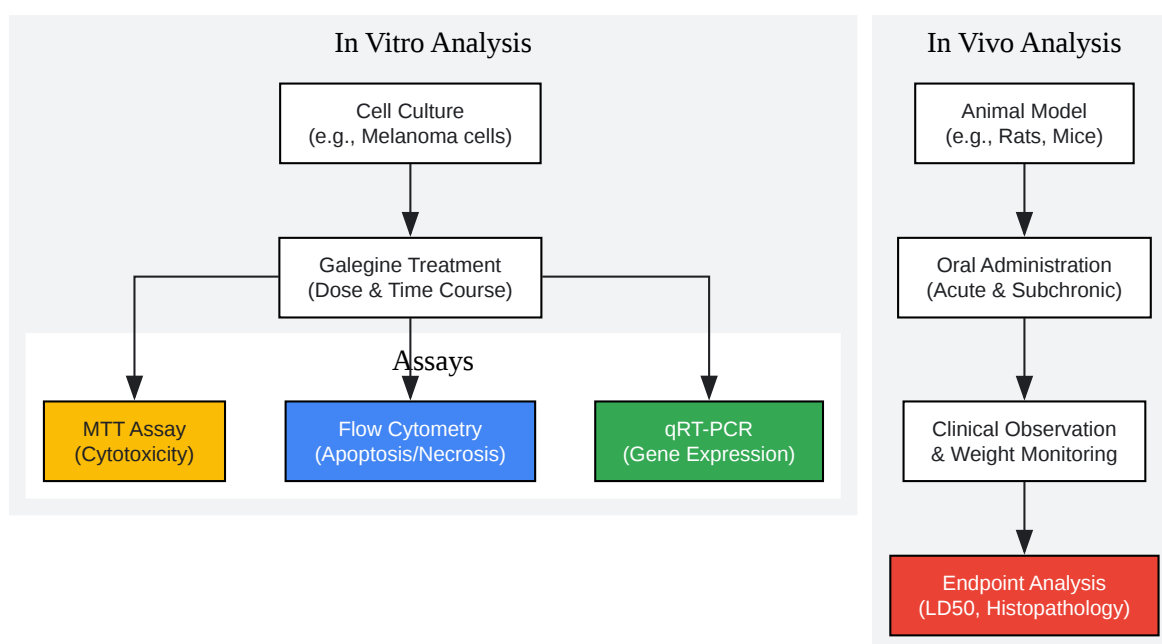 In Vitro Analysis
Cell Culture
(e.g., Melanoma cells)
Galegine Treatment
(Dose & Time Course)
Assays
MTT Assay
(Cytotoxicity)
Flow Cytometry
(Apoptosis/Necrosis)
qRT-PCR
(Gene Expression)
In Vivo Analysis
Animal Model
(e.g., Rats, Mice)
Oral Administration
(Acute & Subchronic)
Clinical Observation
& Weight Monitoring
Endpoint Analysis
(LD50, Histopathology)